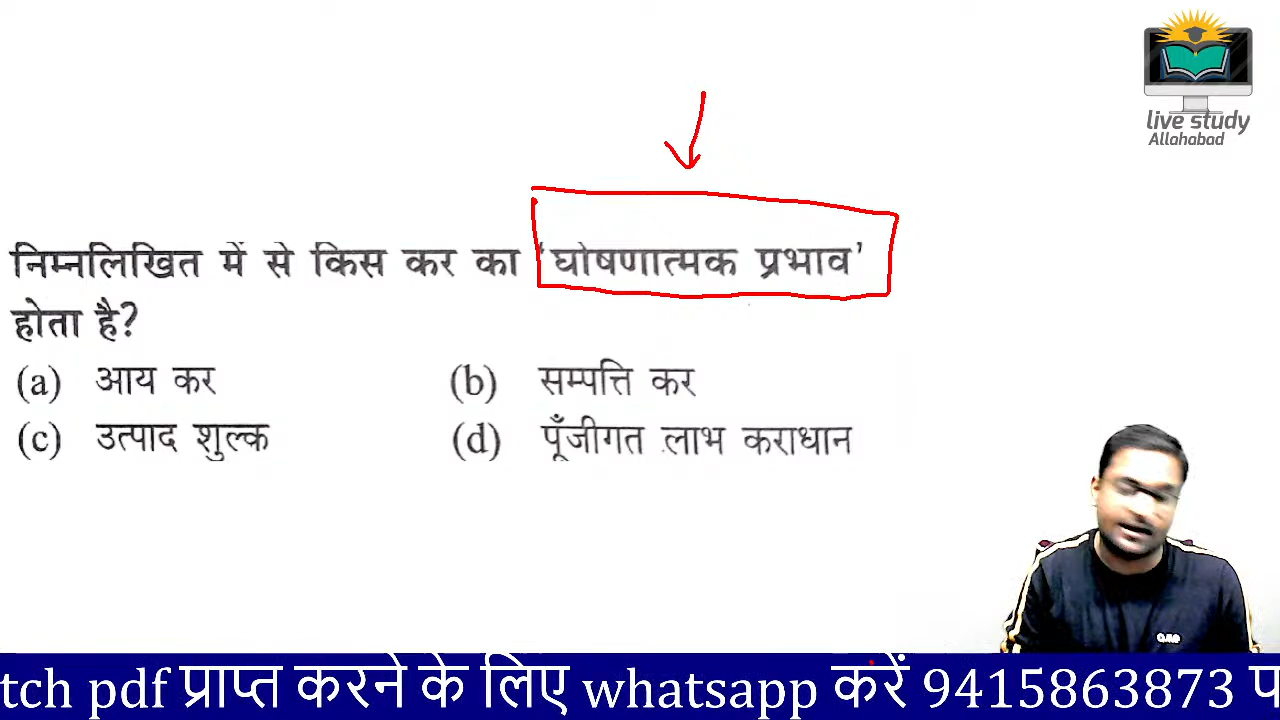 live study
Allahabad
निम्नलिखित में से किस कर का ‘घोषणात्मक प्रभाव’
होता है?
(a) आय कर (b) सम्पत्ति कर
(c) उत्पाद शुल्क (d) पूँजीगत लाभ कराधान
tch pdf प्राप्त करने के लिए whatsapp करें 9415863873 प